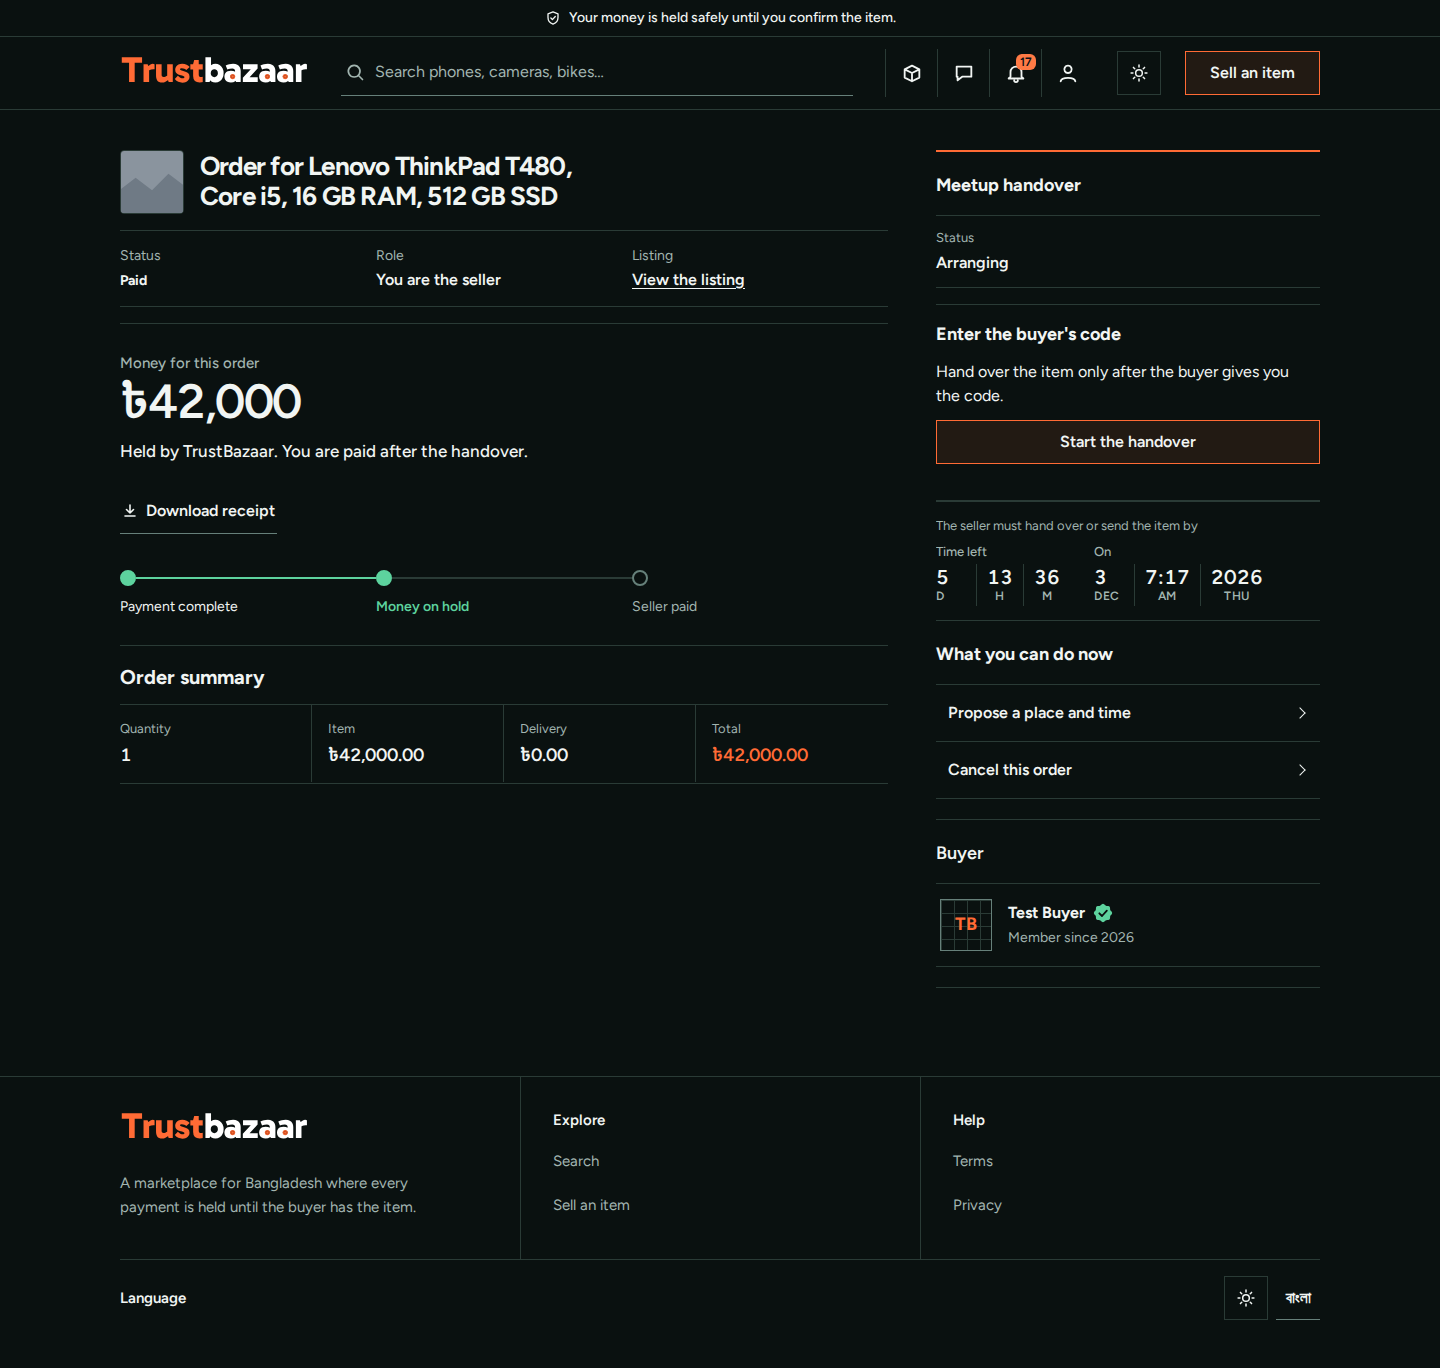 Your money is held safely until you confirm the item.
Trustbazaar
Search phones, cameras, bikes...
17
Sell an item
Order for Lenovo ThinkPad T480,
Core i5, 16 GB RAM, 512 GB SSD
Status
Role
Listing
Paid
You are the seller
View the listing
Money for this order
৳42,000
Held by TrustBazaar. You are paid after the handover.
Download receipt
Payment complete
Money on hold
Seller paid
Order summary
Quantity
Item
Delivery
Total
1
৳42,000.00
৳0.00
৳42,000.00
Meetup handover
Status
Arranging
Enter the buyer's code
Hand over the item only after the buyer gives you
the code.
Start the handover
The seller must hand over or send the item by
Time left
On
5
13
36
3
7:17
2026
D
H
M
DEC
AM
THU
What you can do now
Propose a place and time
Cancel this order
Buyer
TB
Test Buyer
Member since 2026
Trustbazaar
A marketplace for Bangladesh where every
payment is held until the buyer has the item.
Explore
Search
Sell an item
Help
Terms
Privacy
Language
বাংলা